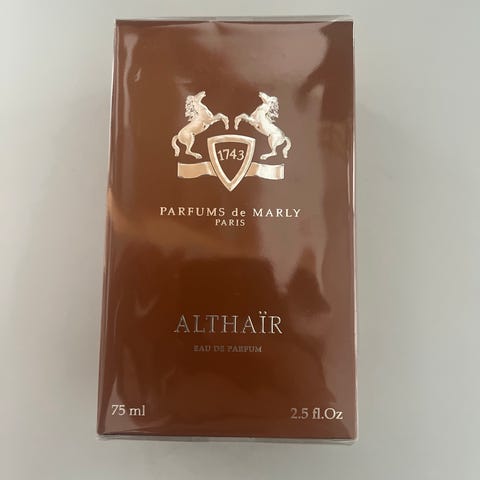 1743
PARFUMS de MARLY
PARIS
ALTHAÏR
EAU DE PARFUM
75 ml 2.5 fl.Oz